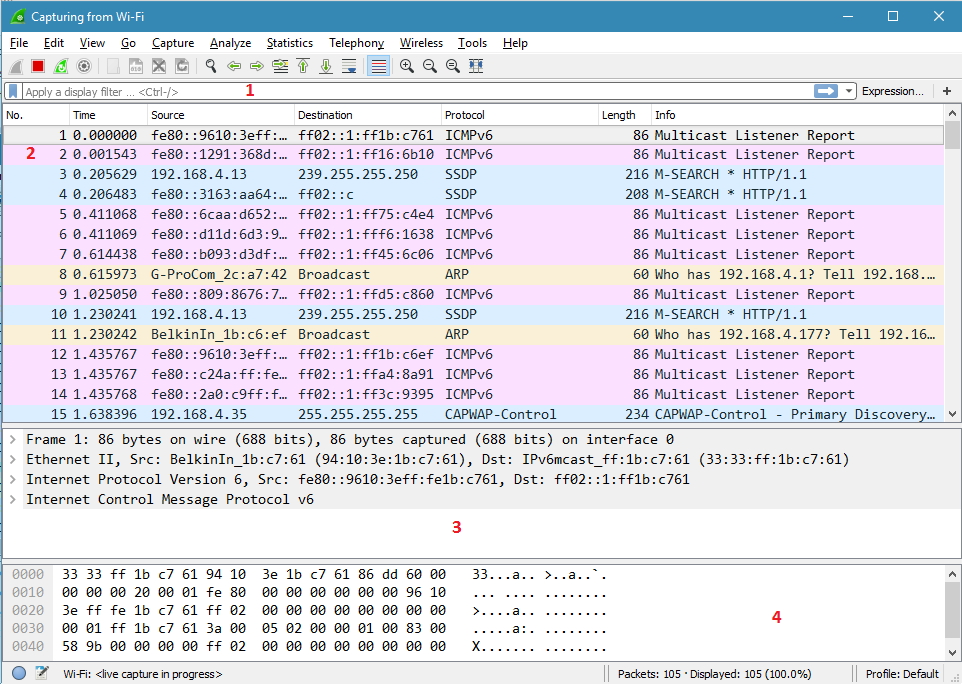 Capturing from Wi-Fi
File Edit View Go Capture Analyze Statistics Telephony Wireless Tools Help
Apply a display filter ... <Ctrl-/> 1 Expression... +
No. Time Source Destination Protocol Length Info
1 0.000000 fe80::9610:3eff:… ff02::1:ff1b:c761 ICMPv6 86 Multicast Listener Report
2
2 0.001543 fe80::1291:368d:… ff02::1:ff16:6b10 ICMPv6 86 Multicast Listener Report
3 0.205629 192.168.4.13 239.255.255.250 SSDP 216 M-SEARCH * HTTP/1.1
4 0.206483 fe80::3163:aa64:… ff02::c SSDP 208 M-SEARCH * HTTP/1.1
5 0.411068 fe80::6caa:d652:… ff02::1:ff75:c4e4 ICMPv6 86 Multicast Listener Report
6 0.411069 fe80::d11d:6d3:9… ff02::1:fff6:1638 ICMPv6 86 Multicast Listener Report
7 0.614438 fe80::b093:d3df:… ff02::1:ff45:6c06 ICMPv6 86 Multicast Listener Report
8 0.615973 G-ProCom_2c:a7:42 Broadcast ARP 60 Who has 192.168.4.1? Tell 192.168.…
9 1.025050 fe80::809:8676:7… ff02::1:ffd5:c860 ICMPv6 86 Multicast Listener Report
10 1.230241 192.168.4.13 239.255.255.250 SSDP 216 M-SEARCH * HTTP/1.1
11 1.230242 BelkinIn_1b:c6:ef Broadcast ARP 60 Who has 192.168.4.177? Tell 192.16…
12 1.435767 fe80::9610:3eff:… ff02::1:ff1b:c6ef ICMPv6 86 Multicast Listener Report
13 1.435767 fe80::c24a:ff:fe… ff02::1:ffa4:8a91 ICMPv6 86 Multicast Listener Report
14 1.435768 fe80::2a0:c9ff:f… ff02::1:ff3c:9395 ICMPv6 86 Multicast Listener Report
15 1.638396 192.168.4.35 255.255.255.255 CAPWAP-Control 234 CAPWAP-Control - Primary Discovery…
Frame 1: 86 bytes on wire (688 bits), 86 bytes captured (688 bits) on interface 0
Ethernet II, Src: BelkinIn_1b:c7:61 (94:10:3e:1b:c7:61), Dst: IPv6mcast_ff:1b:c7:61 (33:33:ff:1b:c7:61)
Internet Protocol Version 6, Src: fe80::9610:3eff:fe1b:c761, Dst: ff02::1:ff1b:c761
Internet Control Message Protocol v6
3
0000 33 33 ff 1b c7 61 94 10 3e 1b c7 61 86 dd 60 00 33...a.. >..a..`.
0010 00 00 00 20 00 01 fe 80 00 00 00 00 00 00 96 10 ... .... ........
0020 3e ff fe 1b c7 61 ff 02 00 00 00 00 00 00 00 00 >....a.. ........
4
0030 00 01 ff 1b c7 61 3a 00 05 02 00 00 01 00 83 00 .....a:. ........
0040 58 9b 00 00 00 00 ff 02 00 00 00 00 00 00 00 00 X....... ........
Wi-Fi: <live capture in progress> Packets: 105 · Displayed: 105 (100.0%) Profile: Default